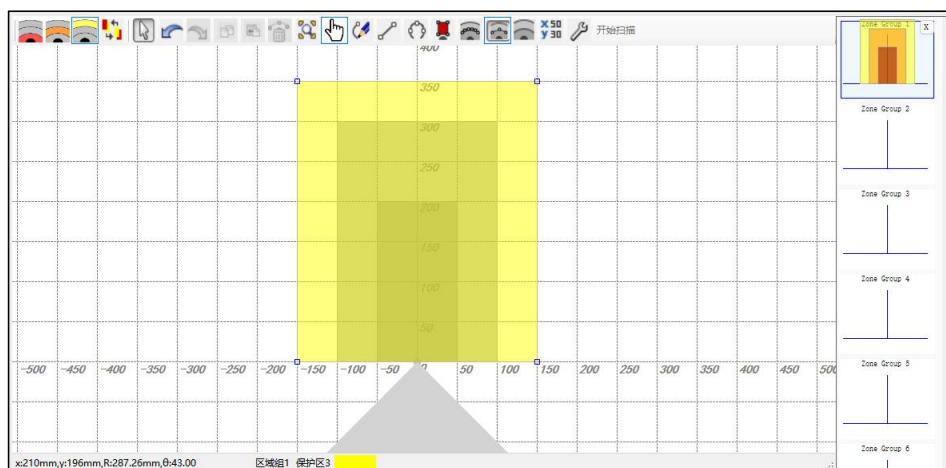 X 50
Y 30
开始扫描
400
350
300
250
200
150
100
50
-500 -450 -400 -350 -300 -250 -200 -150 -100 -50 0 50 100 150 200 250 300 350 400 450 500
x:210mm,y:196mm,R:287.26mm,θ:43.00 区域组1 保护区3
Zone Group 1
X
Zone Group 2
Zone Group 3
Zone Group 4
Zone Group 5
Zone Group 6